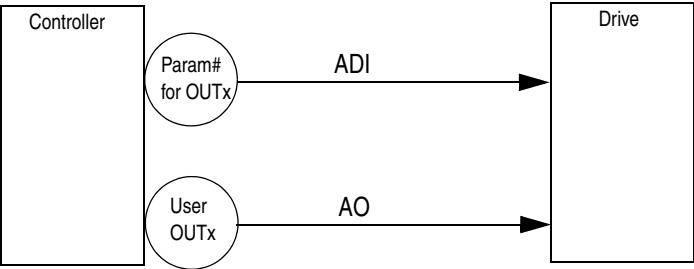 Controller
Drive
Param#
for OUTx
ADI
User
OUTx
AO